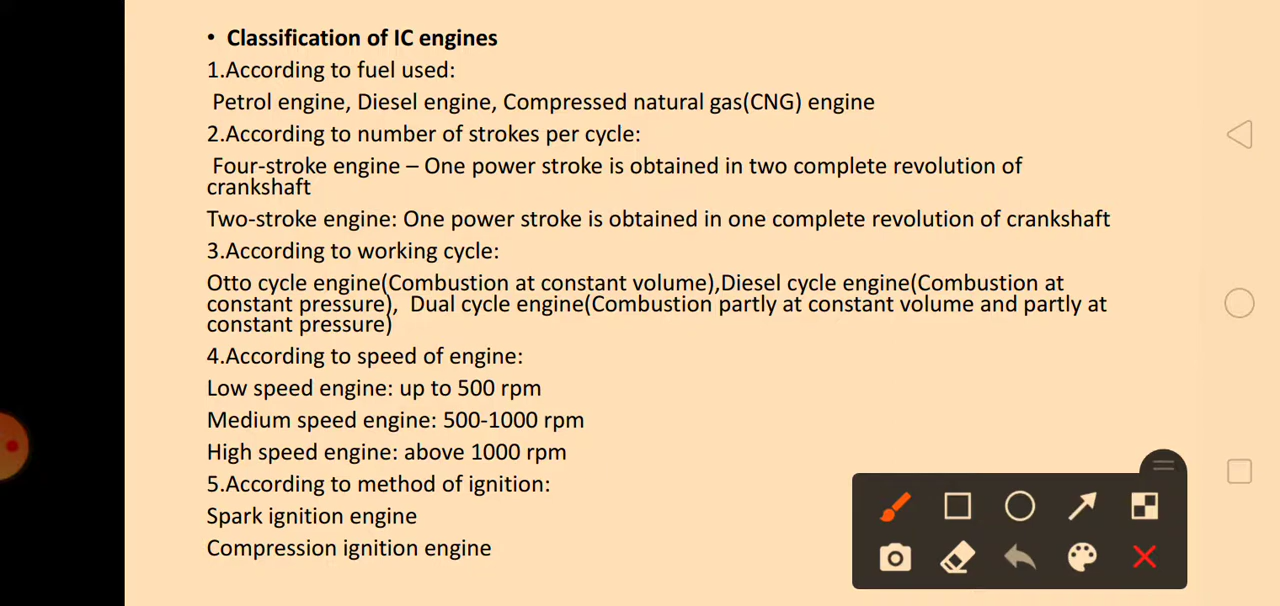 • Classification of IC engines
1.According to fuel used:
Petrol engine, Diesel engine, Compressed natural gas(CNG) engine
2.According to number of strokes per cycle:
Four-stroke engine – One power stroke is obtained in two complete revolution of
crankshaft
Two-stroke engine: One power stroke is obtained in one complete revolution of crankshaft
3.According to working cycle:
Otto cycle engine(Combustion at constant volume),Diesel cycle engine(Combustion at
constant pressure),  Dual cycle engine(Combustion partly at constant volume and partly at
constant pressure)
4.According to speed of engine:
Low speed engine: up to 500 rpm
Medium speed engine: 500-1000 rpm
High speed engine: above 1000 rpm
5.According to method of ignition:
Spark ignition engine
Compression ignition engine